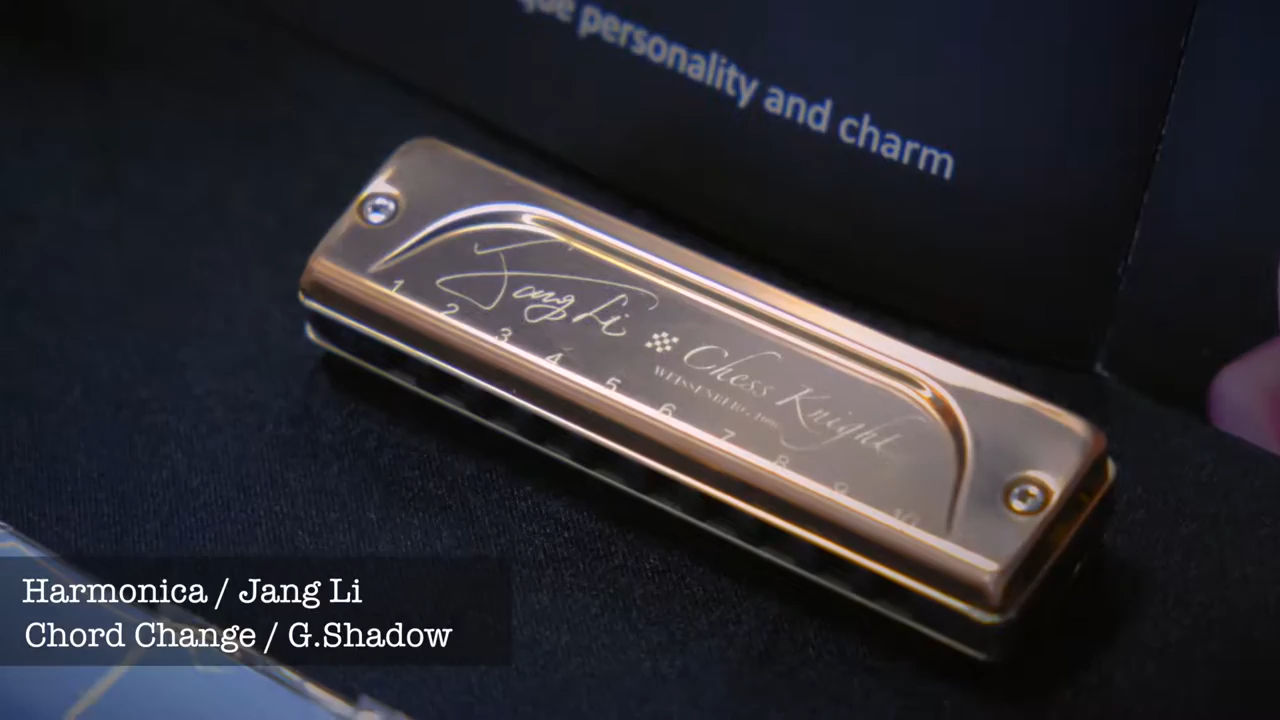 que personality and charm
Jang Li Chess Knight
WEISSENBERG
1 2 3 4 5 6 7 8 9 10
Harmonica / Jang Li
Chord Change / G.Shadow